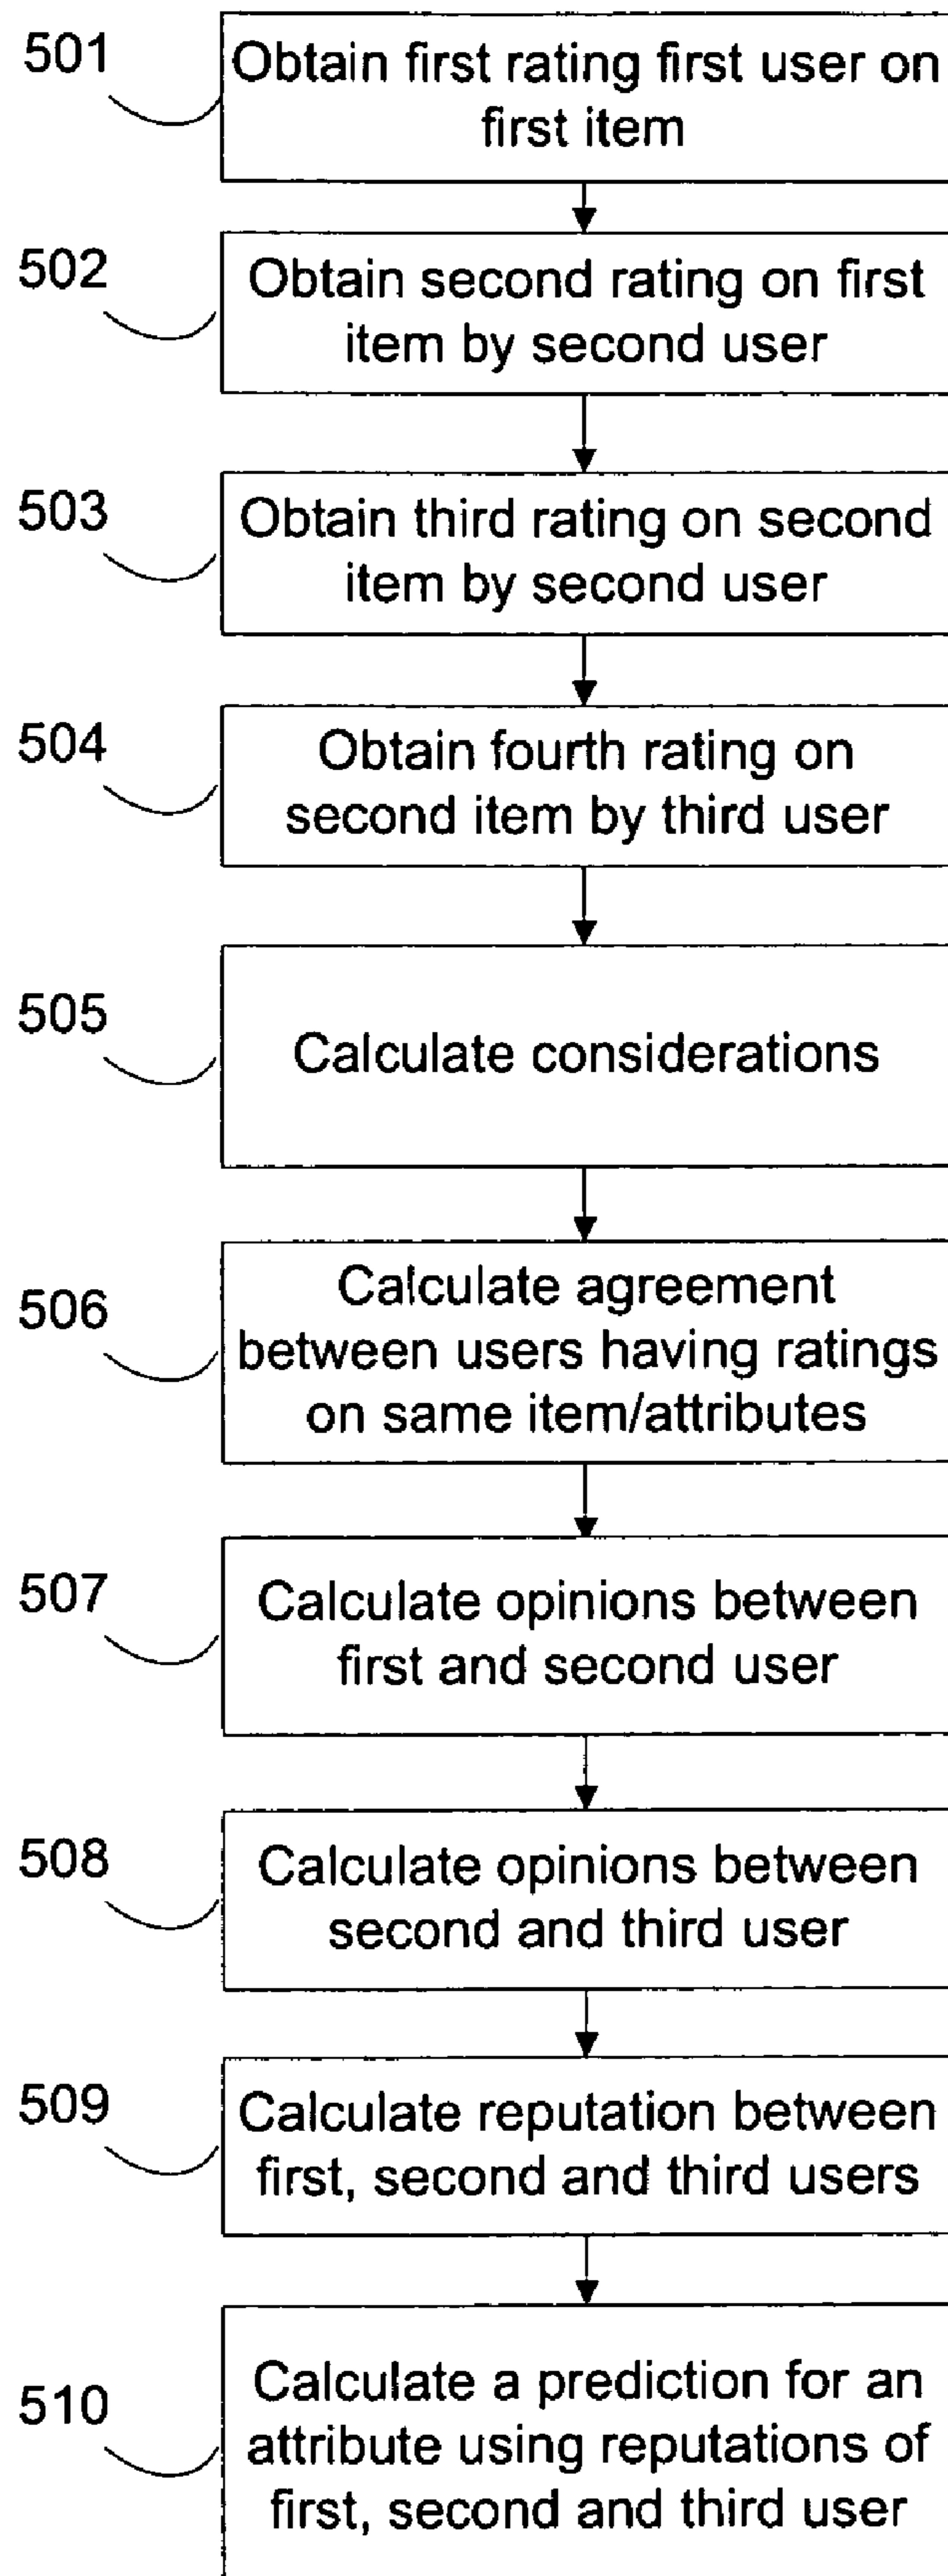 501
Obtain first rating first user on
first item
502
Obtain second rating on first
item by second user
503
Obtain third rating on second
item by second user
504
Obtain fourth rating on
second item by third user
505
Calculate considerations
506
Calculate agreement
between users having ratings
on same item/attributes
507
Calculate opinions between
first and second user
508
Calculate opinions between
second and third user
509
Calculate reputation between
first, second and third users
510
Calculate a prediction for an
attribute using reputations of
first, second and third user